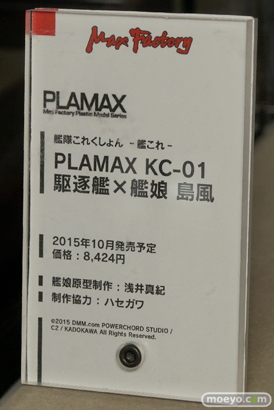 Max Factory
PLAMAX
Max Factory Plastic Model Series
艦隊これくしょん -艦これ-
PLAMAX KC-01
駆逐艦×艦娘 島風
2015年10月発売予定
価格：8,424円
艦娘原型制作：浅井真紀
制作協力：ハセガワ
©2015 DMM.com POWERCHORD STUDIO /
C2 / KADOKAWA All Rights Reserved.
moeyo.com